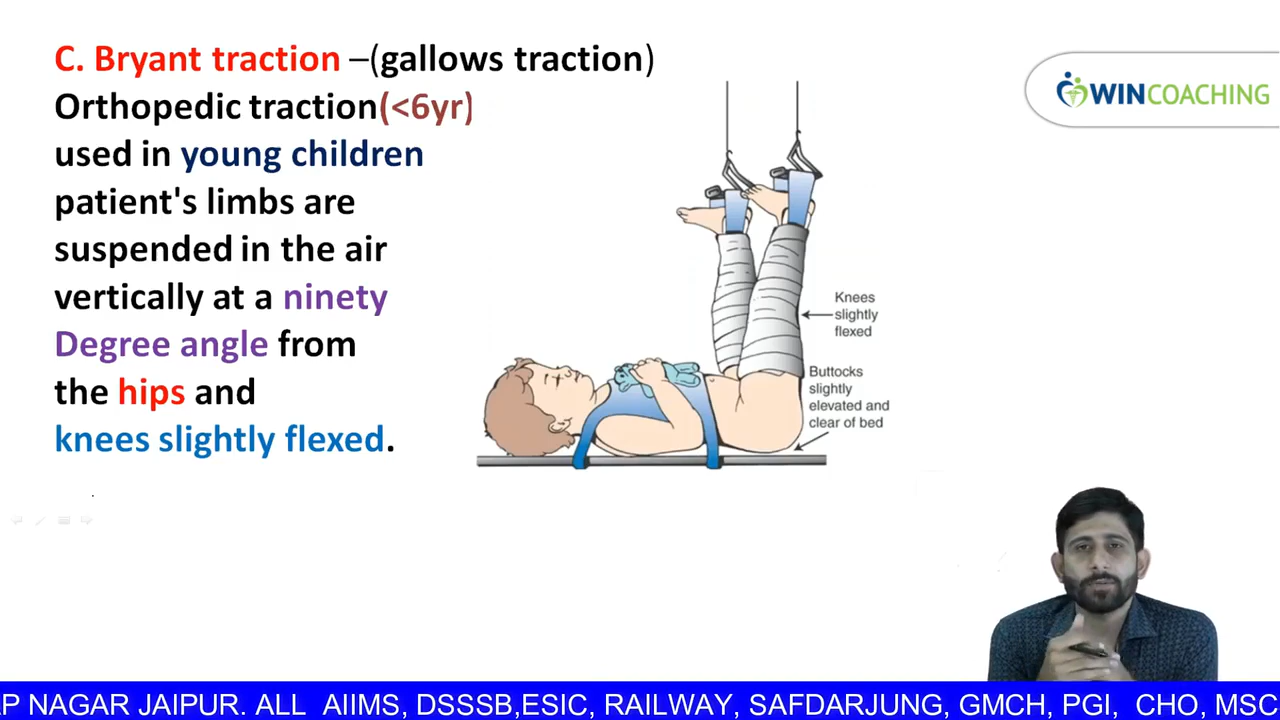 C. Bryant traction –(gallows traction)
Orthopedic traction(<6yr)
used in young children
patient's limbs are
suspended in the air
vertically at a ninety
Degree angle from
the hips and
knees slightly flexed.
WINCOACHING
Knees
slightly
flexed
Buttocks
slightly
elevated and
clear of bed
AP NAGAR JAIPUR. ALL AIIMS, DSSSB,ESIC, RAILWAY, SAFDARJUNG, GMCH, PGI, CHO, MSC